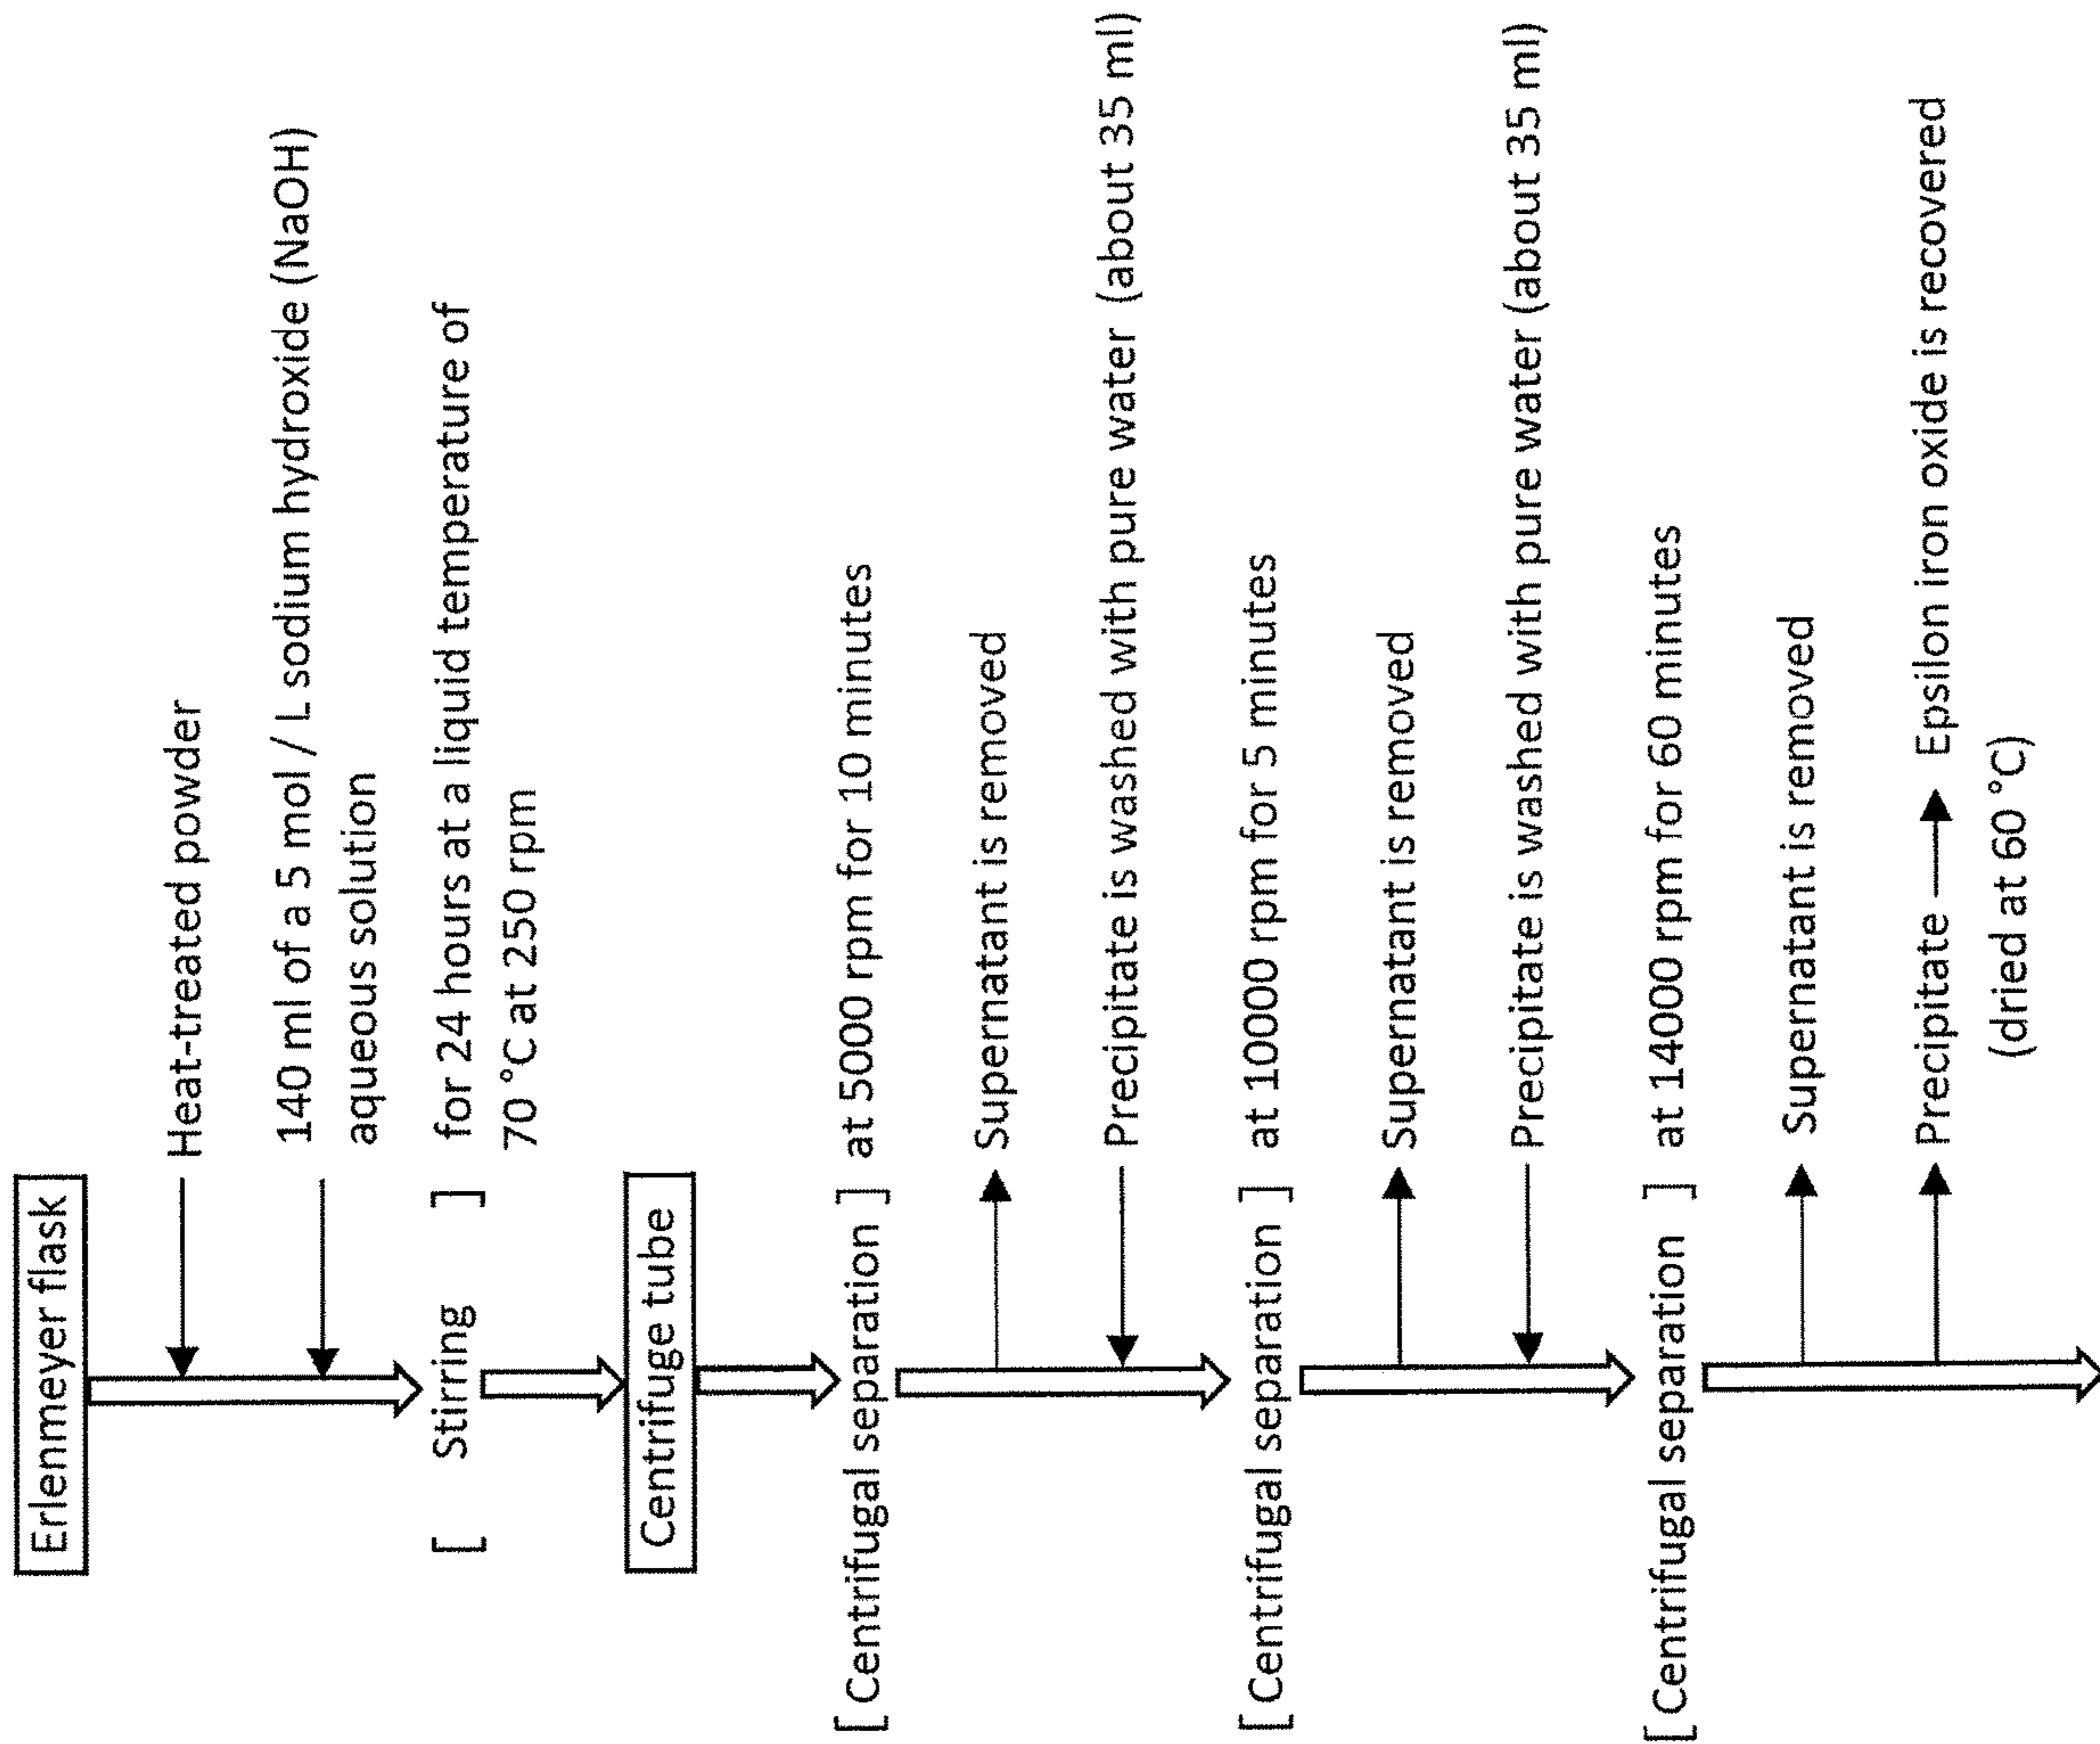 Erlenmeyer flask
Heat-treated powder
140 ml of a 5 mol / L sodium hydroxide (NaOH)
aqueous solution
[ Stirring ] for 24 hours at a liquid temperature of
70 °C at 250 rpm
Centrifuge tube
[ Centrifugal separation ] at 5000 rpm for 10 minutes
Supernatant is removed
Precipitate is washed with pure water (about 35 ml)
[ Centrifugal separation ] at 10000 rpm for 5 minutes
Supernatant is removed
Precipitate is washed with pure water (about 35 ml)
[ Centrifugal separation ] at 14000 rpm for 60 minutes
Supernatant is removed
Precipitate Epsilon iron oxide is recovered
(dried at 60 °C)